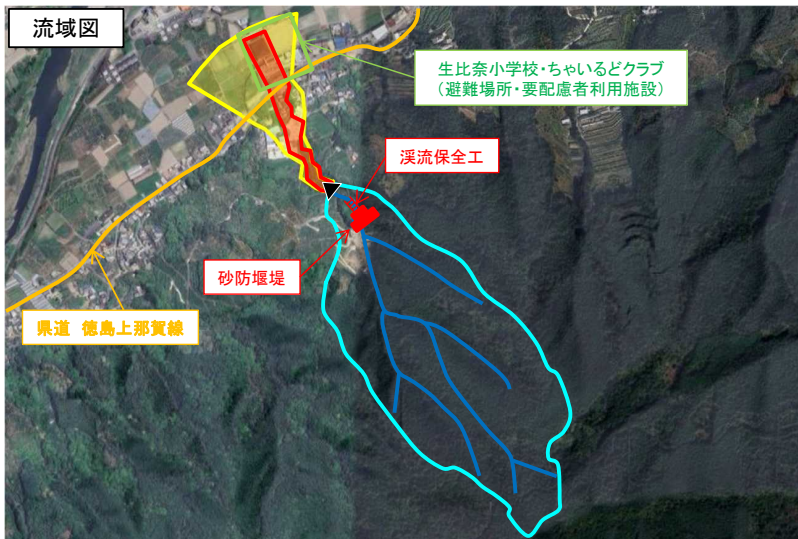 流域図
生比奈小学校・ちゃいるどクラブ
（避難場所・要配慮者利用施設）
渓流保全工
砂防堰堤
県道 徳島上那賀線